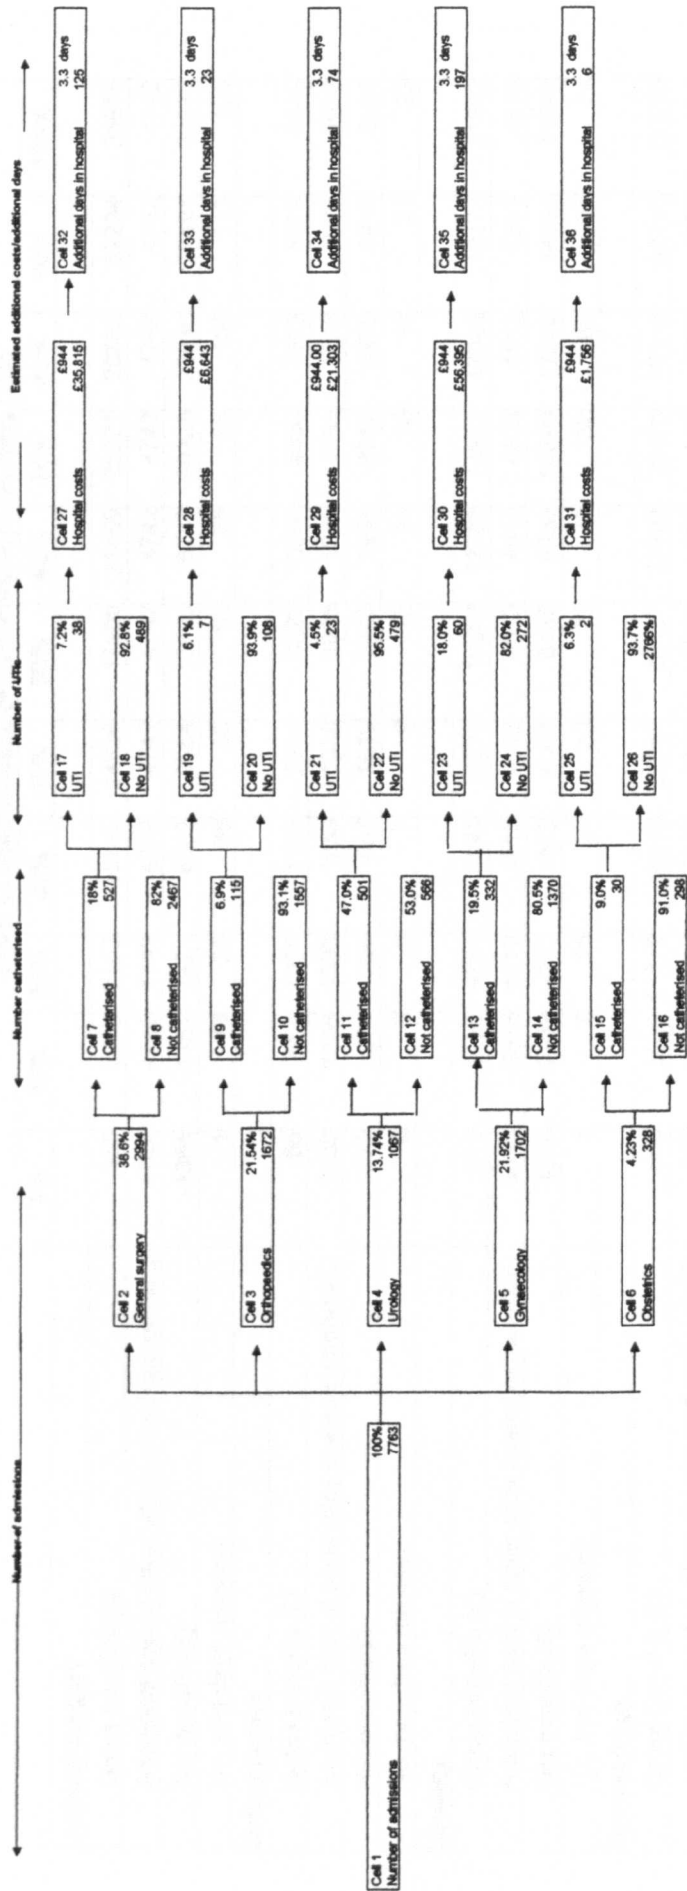 Number of admissions
Number catheterised
Number of UTIs
Estimated additional costs/additional days
Cell 1 100%
Number of admissions 7763
Cell 2 38.6%
General surgery 2994
Cell 3 21.54%
Orthopaedics 1672
Cell 4 13.74%
Urology 1067
Cell 5 21.92%
Gynaecology 1702
Cell 6 4.23%
Obstetrics 328
Cell 7 18%
Catheterised 527
Cell 8 82%
Not catheterised 2467
Cell 9 6.9%
Catheterised 115
Cell 10 93.1%
Not catheterised 1557
Cell 11 47.0%
Catheterised 501
Cell 12 53.0%
Not catheterised 566
Cell 13 19.5%
Catheterised 332
Cell 14 80.5%
Not catheterised 1370
Cell 15 9.0%
Catheterised 30
Cell 16 91.0%
Not catheterised 298
Cell 17 7.2%
UTI 38
Cell 18 92.8%
No UTI 489
Cell 19 6.1%
UTI 7
Cell 20 93.9%
No UTI 108
Cell 21 4.5%
UTI 23
Cell 22 95.5%
No UTI 479
Cell 23 18.0%
UTI 60
Cell 24 82.0%
No UTI 272
Cell 25 6.3%
UTI 2
Cell 26 93.7%
No UTI 2766%
Cell 27 £944
Hospital costs £35,815
Cell 28 £944
Hospital costs £6,643
Cell 29 £944.00
Hospital costs £21,303
Cell 30 £944
Hospital costs £56,395
Cell 31 £944
Hospital costs £1,756
Cell 32 3.3 days
Additional days in hospital 125
Cell 33 3.3 days
Additional days in hospital 23
Cell 34 3.3 days
Additional days in hospital 74
Cell 35 3.3 days
Additional days in hospital 197
Cell 36 3.3 days
Additional days in hospital 6